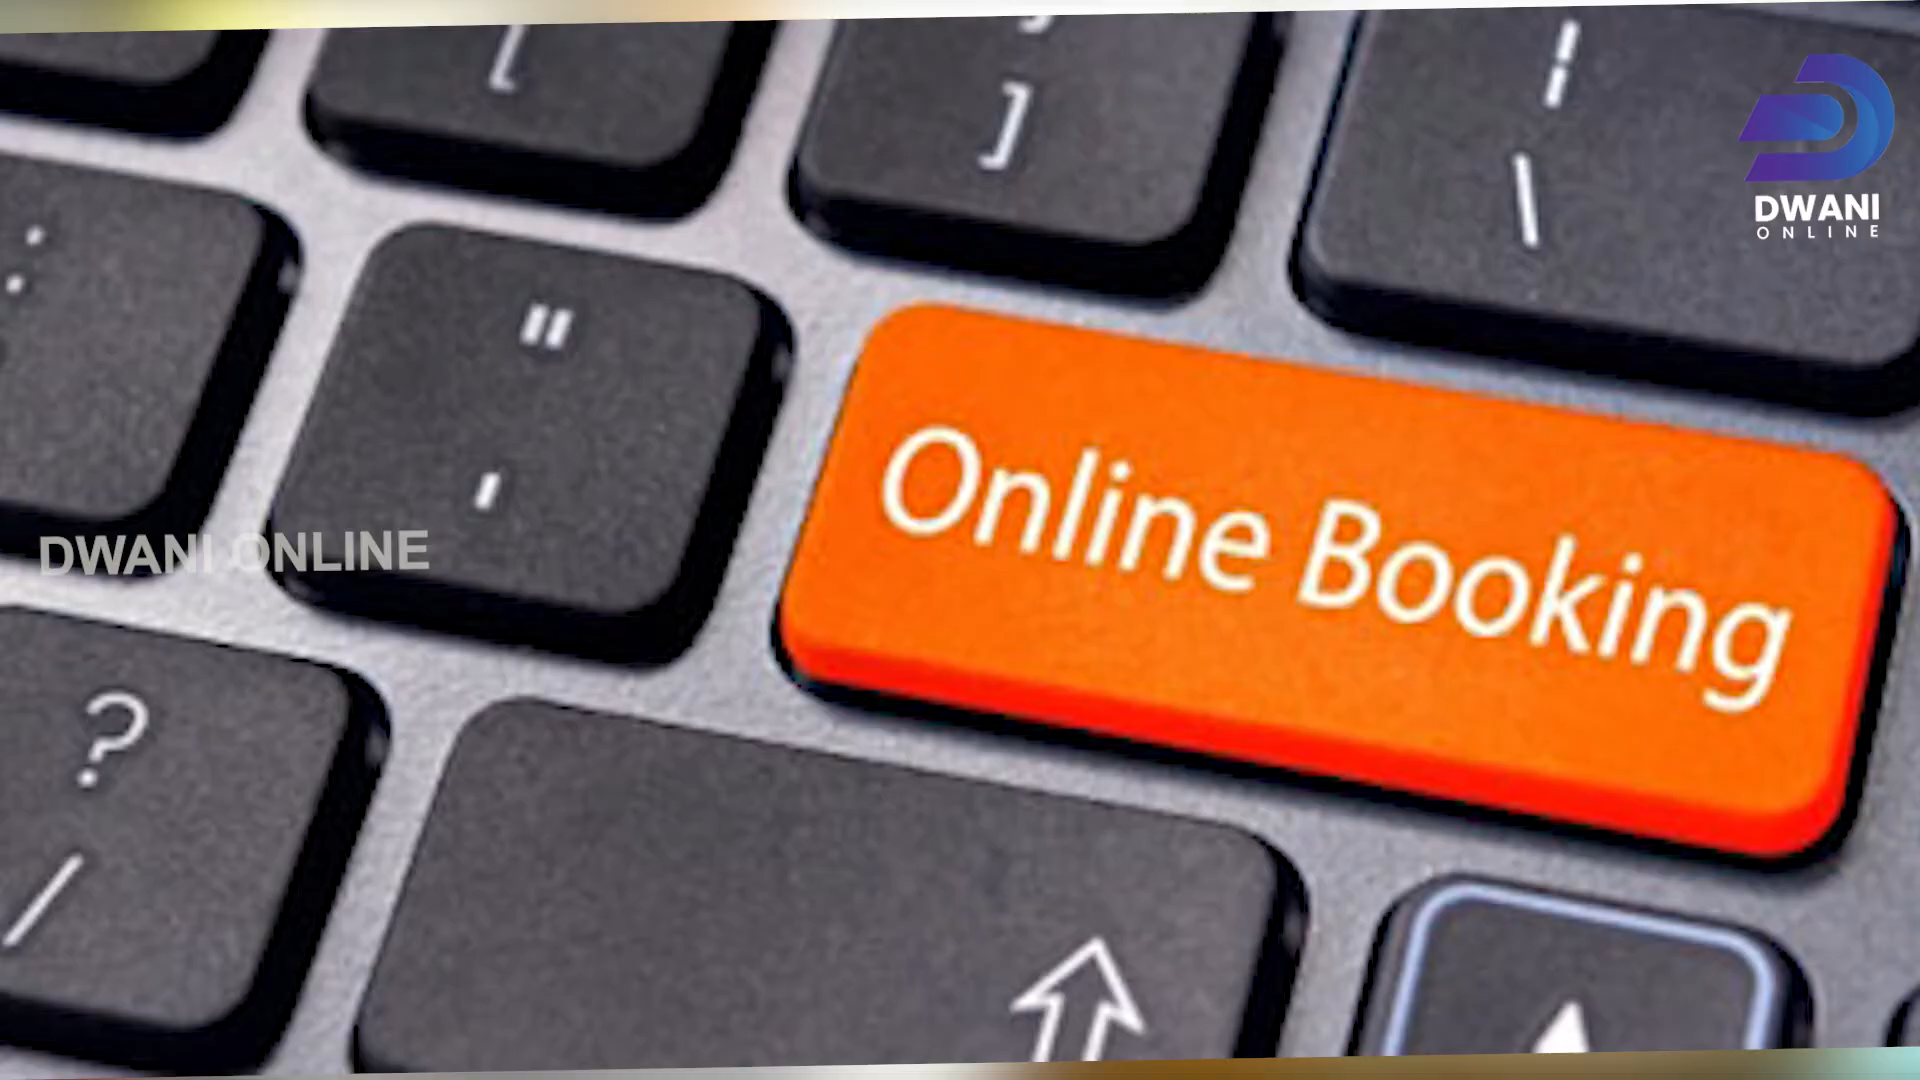 [
]
¦
\
DWANI
ONLINE
:
"
'
Online Booking
DWANI ONLINE
?
/